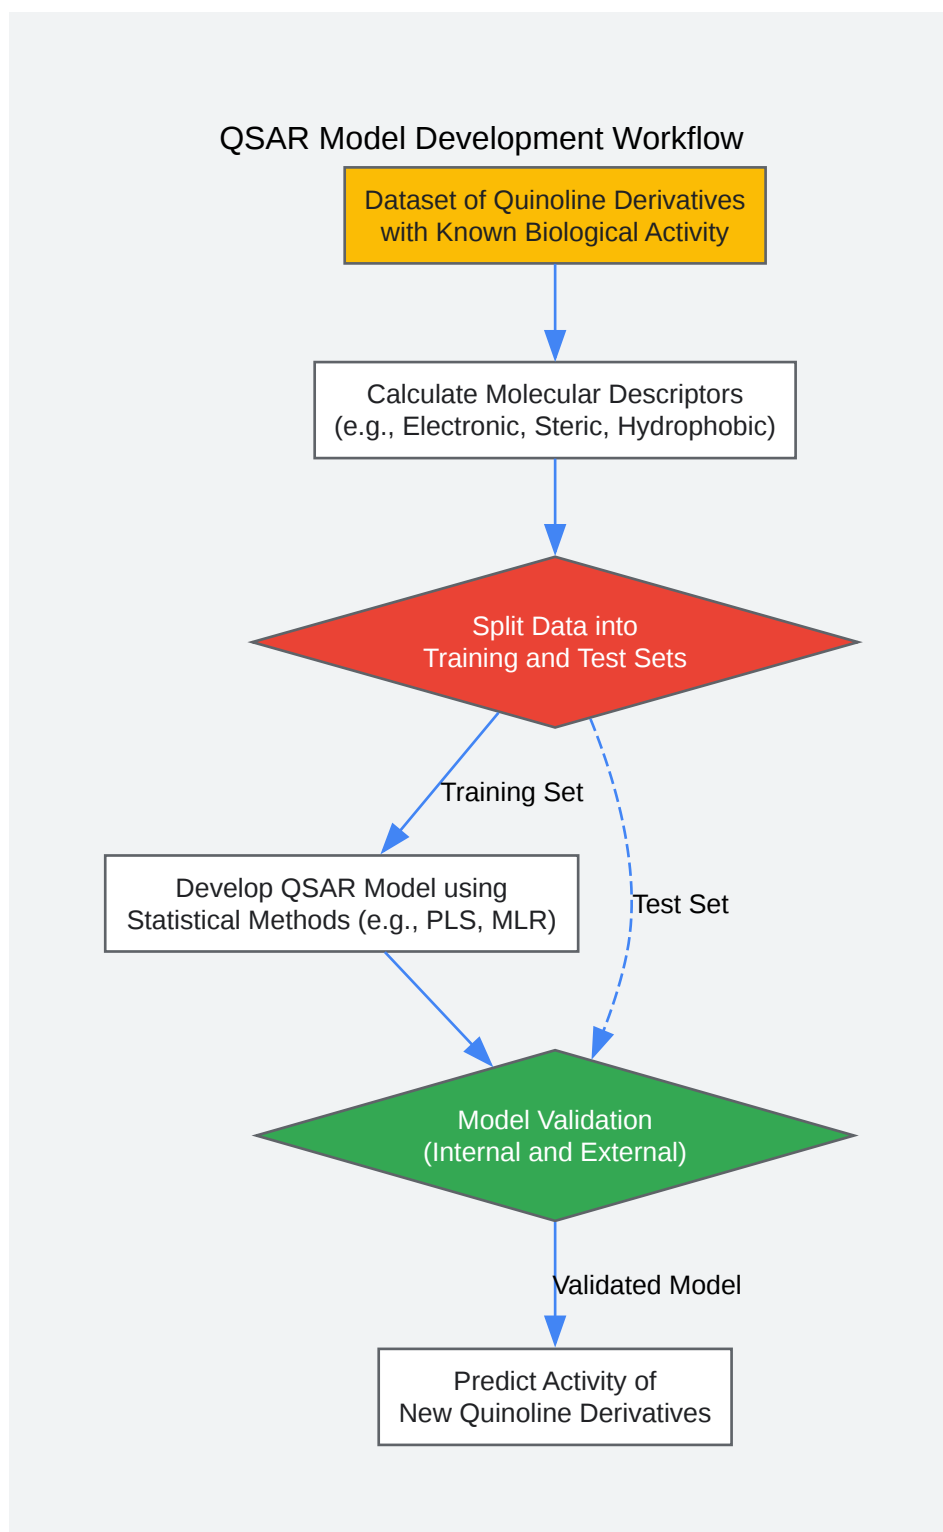 QSAR Model Development Workflow
Dataset of Quinoline Derivatives
with Known Biological Activity
Calculate Molecular Descriptors
(e.g., Electronic, Steric, Hydrophobic)
Split Data into
Training and Test Sets
Training Set
Develop QSAR Model using
Statistical Methods (e.g., PLS, MLR)
Test Set
Model Validation
(Internal and External)
Validated Model
Predict Activity of
New Quinoline Derivatives